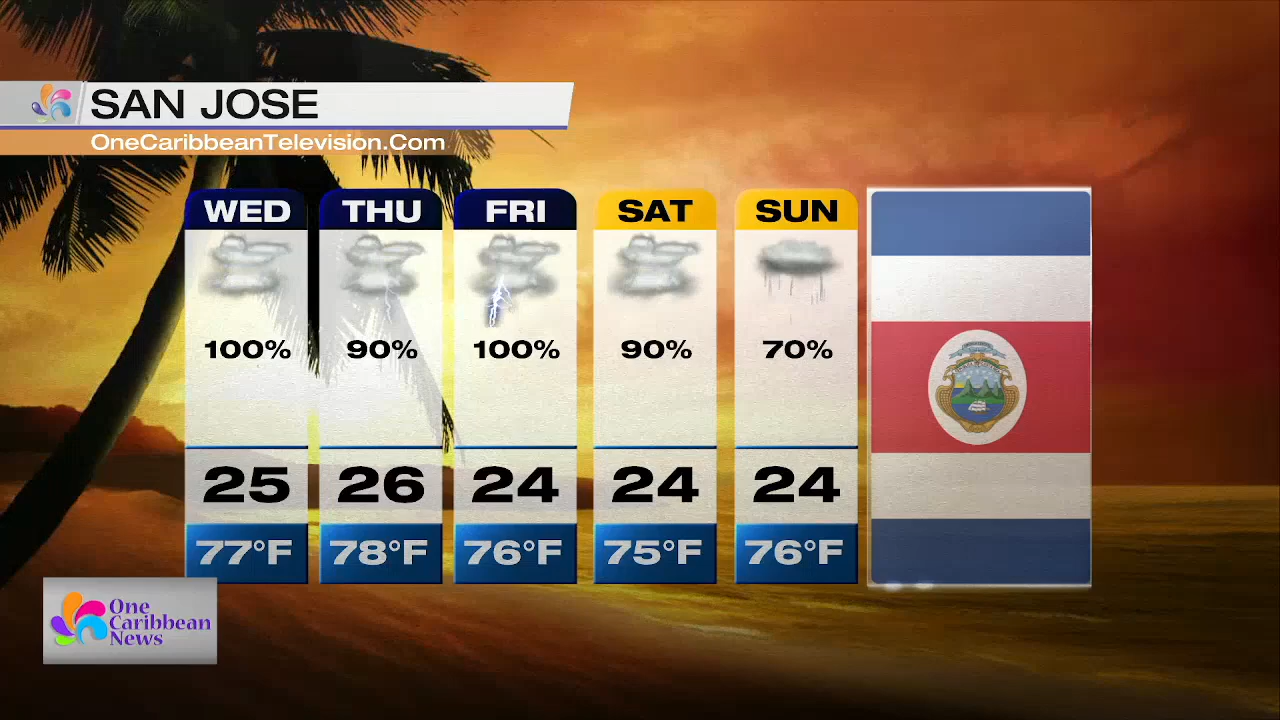 SAN JOSE
OneCaribbeanTelevision.Com
WED THU FRI SAT SUN
100% 90% 100% 90% 70%
25 26 24 24 24
77°F 78°F 76°F 75°F 76°F
One
Caribbean
News